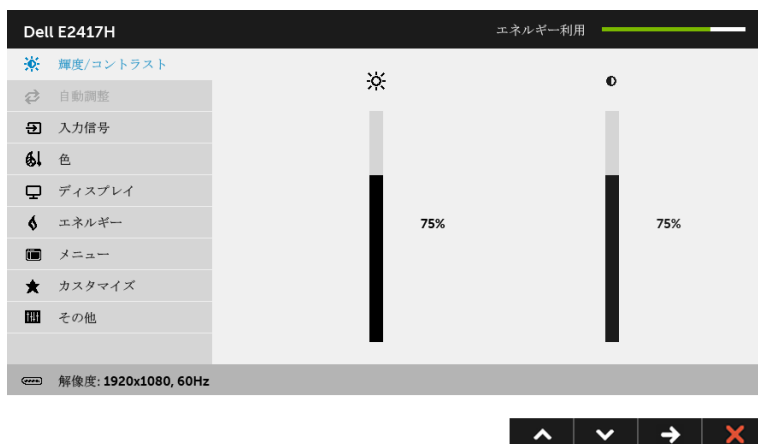 Dell E2417H
エネルギー利用
輝度/コントラスト
自動調整
入力信号
色
ディスプレイ
エネルギー
メニュー
カスタマイズ
その他
75%
75%
解像度: 1920x1080, 60Hz